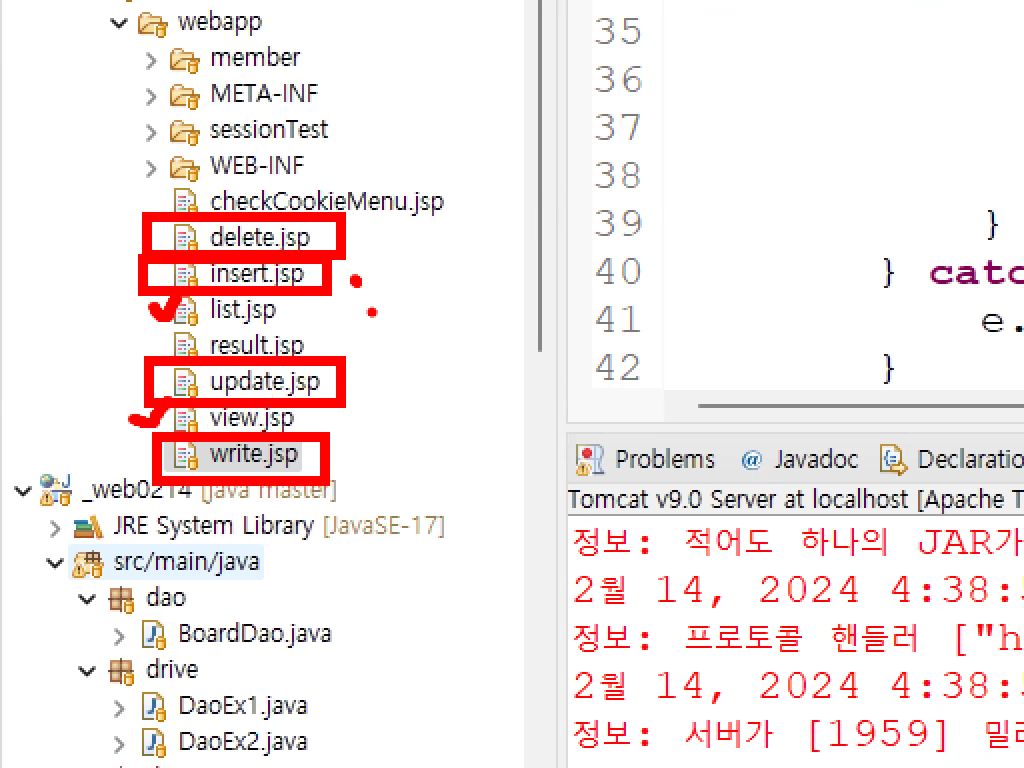 webapp
member
META-INF
sessionTest
WEB-INF
checkCookieMenu.jsp
delete.jsp
insert.jsp
list.jsp
result.jsp
update.jsp
view.jsp
write.jsp
_web0214 [java master]
JRE System Library [JavaSE-17]
src/main/java
dao
BoardDao.java
drive
DaoEx1.java
DaoEx2.java
35
36
37
38
39 }
40 } catc
41 e.
42 }
Problems @ Javadoc Declaratio
Tomcat v9.0 Server at localhost [Apache T
정보: 적어도 하나의 JAR가
2월 14, 2024 4:38:5
정보: 프로토콜 핸들러 ["h
2월 14, 2024 4:38:5
정보: 서버가 [1959] 밀리